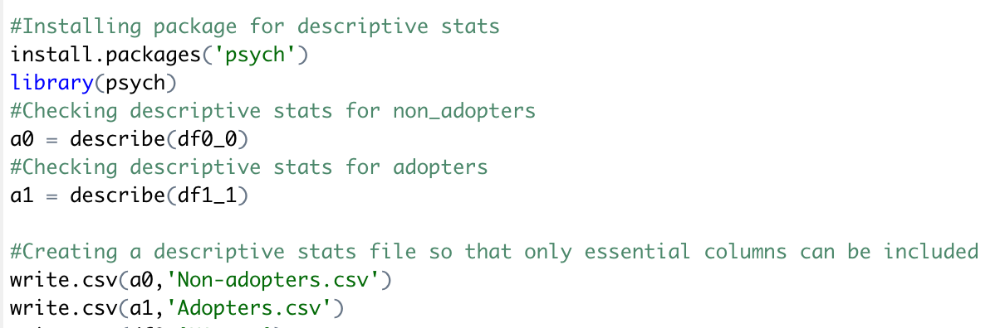 #Installing package for descriptive stats
install.packages('psych')
library(psych)
#Checking descriptive stats for non_adopters
a0 = describe(df0_0)
#Checking descriptive stats for adopters
a1 = describe(df1_1)
#Creating a descriptive stats file so that only essential columns can be included
write.csv(a0,'Non-adopters.csv')
write.csv(a1,'Adopters.csv')